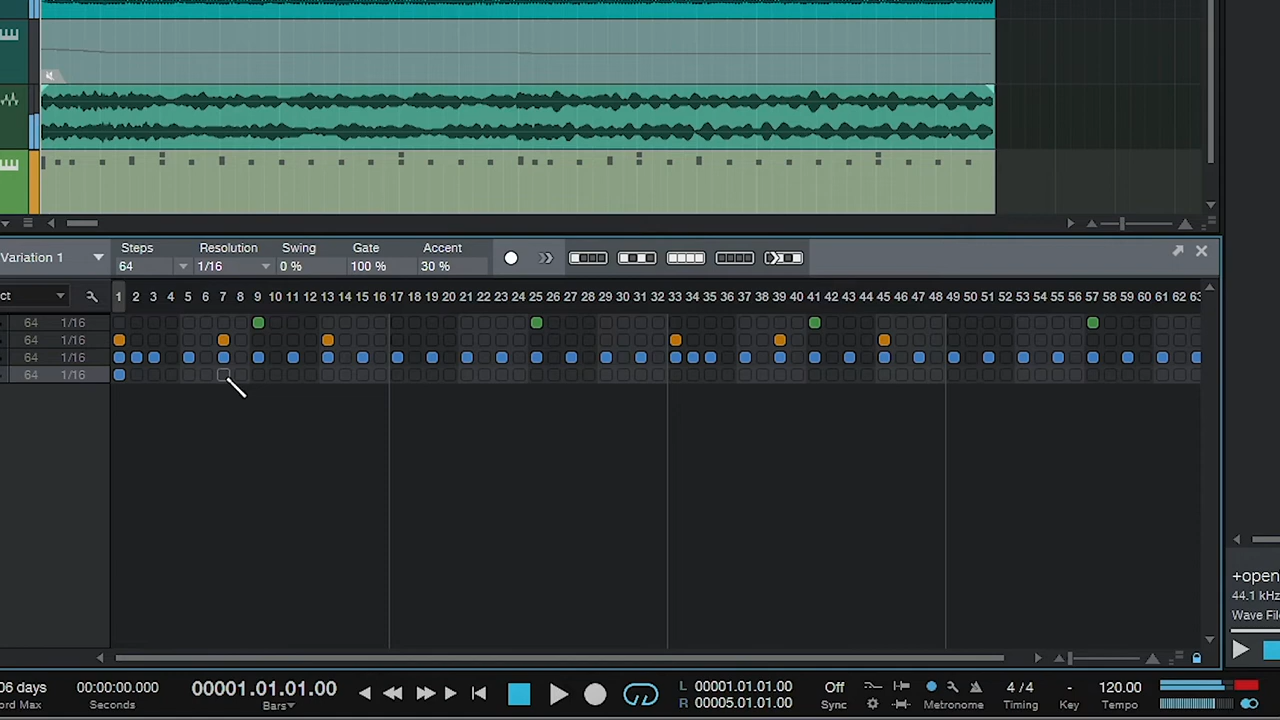 Steps Resolution Swing Gate Accent
Variation 1 64 1/16 0 % 100 % 30 %
ct 1 2 3 4 5 6 7 8 9 10 11 12 13 14 15 16 17 18 19 20 21 22 23 24 25 26 27 28 29 30 31 32 33 34 35 36 37 38 39 40 41 42 43 44 45 46 47 48 49 50 51 52 53 54 55 56 57 58 59 60 61 62 63
64 1/16
64 1/16
64 1/16
64 1/16
+open
44.1 kHz
Wave File
06 days 00:00:00.000 00001.01.01.00 L 00001.01.01.00 Off 4 / 4 - 120.00
R 00005.01.01.00
ord Max Seconds Bars Sync Metronome Timing Key Tempo